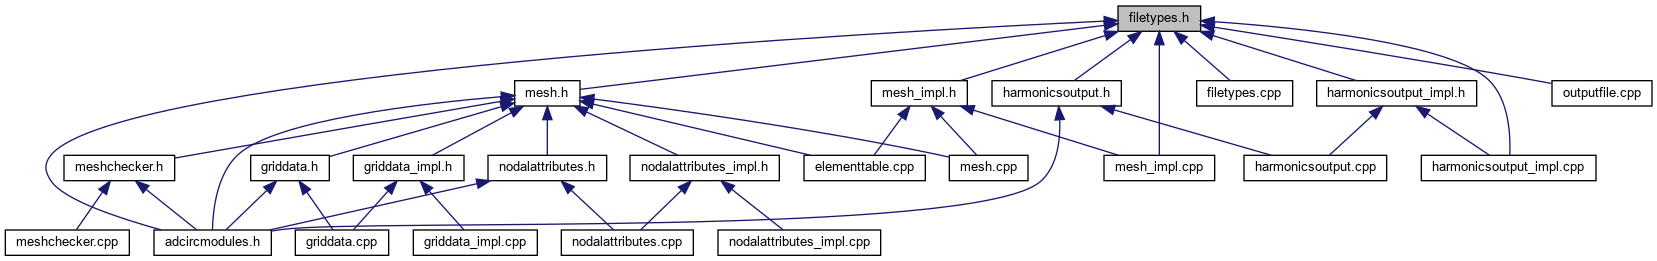 filetypes.h
mesh.h
mesh_impl.h
harmonicsoutput.h
filetypes.cpp
harmonicsoutput_impl.h
outputfile.cpp
meshchecker.h
griddata.h
griddata_impl.h
nodalattributes.h
nodalattributes_impl.h
elementtable.cpp
mesh.cpp
mesh_impl.cpp
harmonicsoutput.cpp
harmonicsoutput_impl.cpp
meshchecker.cpp
adcircmodules.h
griddata.cpp
griddata_impl.cpp
nodalattributes.cpp
nodalattributes_impl.cpp